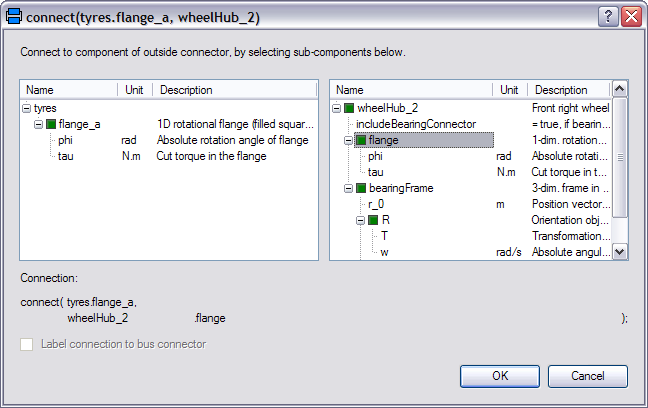 connect(tyres.flange_a, wheelHub_2)
Connect to component of outside connector, by selecting sub-components below.
Name Unit Description
tyres
flange_a 1D rotational flange (filled squar...
phi rad Absolute rotation angle of flange
tau N.m Cut torque in the flange
Name Unit Description
wheelHub_2 Front right wheel
includeBearingConnector = true, if bearin...
flange 1-dim. rotation...
phi rad Absolute rotati...
tau N.m Cut torque in t...
bearingFrame 3-dim. frame in ...
r_0 m Position vector...
R Orientation obj...
T Transformation...
w rad/s Absolute angul...
Connection:
connect( tyres.flange_a,
wheelHub_2 .flange );
Label connection to bus connector
OK Cancel